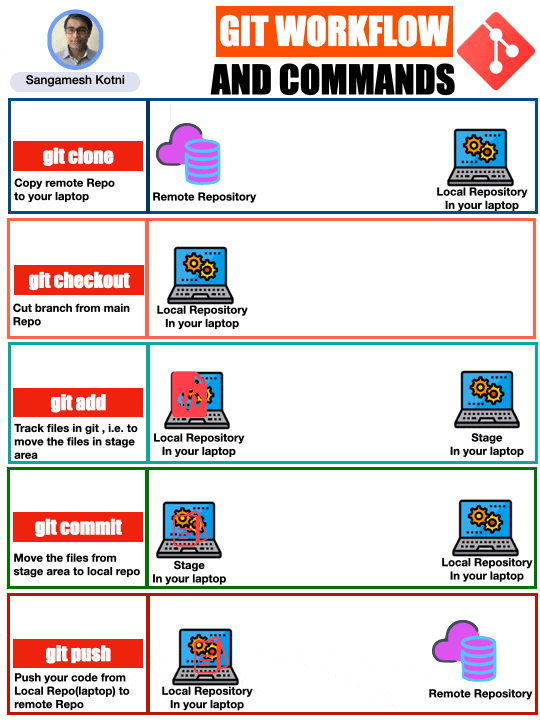 GIT WORKFLOW
AND COMMANDS
Sangamesh Kotni
git clone
Copy remote Repo
to your laptop
Remote Repository
Local Repository
In your laptop
git checkout
Cut branch from main
Repo
Local Repository
In your laptop
git add
Track files in git , i.e. to
move the files in stage
area
Local Repository
In your laptop
Stage
In your laptop
git commit
Move the files from
stage area to local repo
Stage
In your laptop
Local Repository
In your laptop
git push
Push your code from
Local Repo(laptop) to
remote Repo
Local Repository
In your laptop
Remote Repository